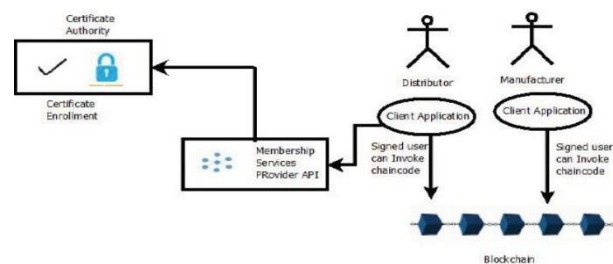 Certificate
Authority
Certificate
Enrollment
Membership
Services
PRovider API
Distributor
Manufacturer
Client Application
Client Application
Signed user
can Invoke
chaincode
Signed user
can Invoke
chaincode
Blockchain